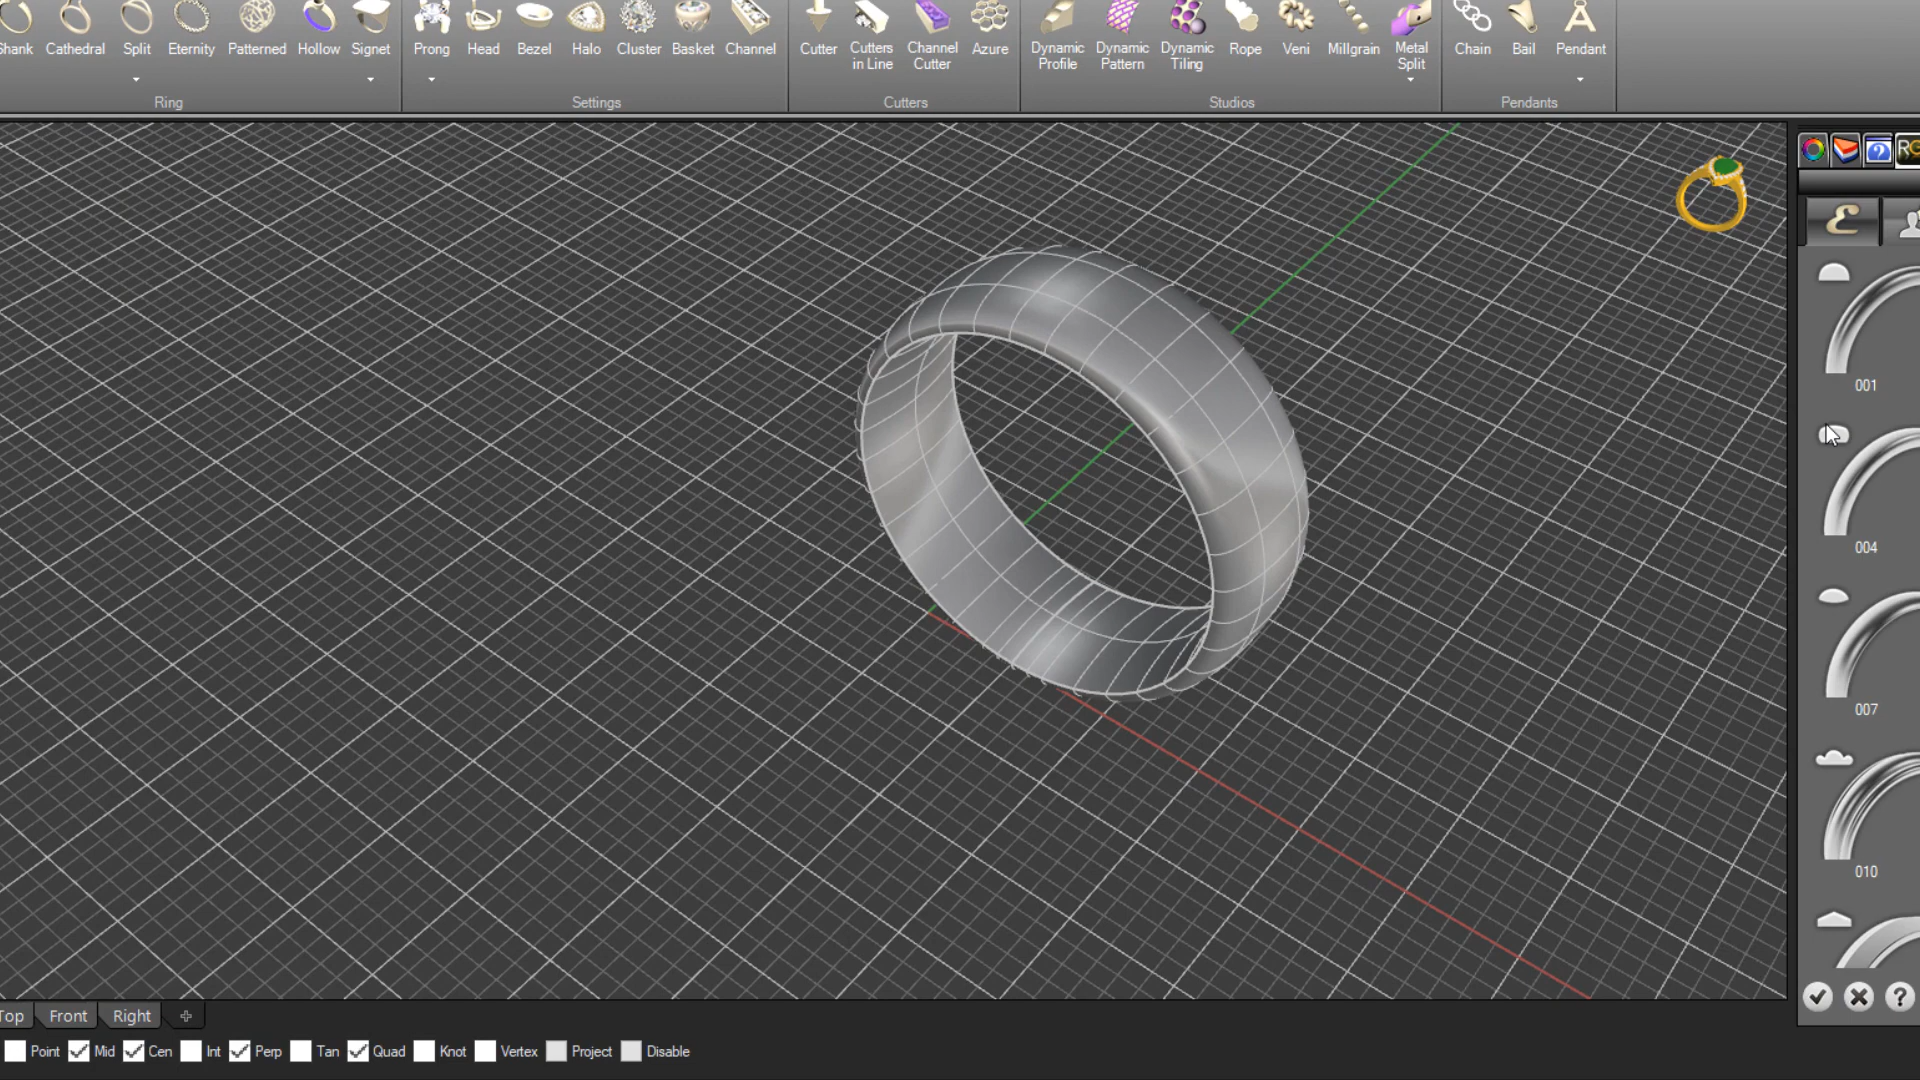 Shank Cathedral Split Eternity Patterned Hollow Signet Prong Head Bezel Halo Cluster Basket Channel Cutter Cutters in Line Channel Cutter Azure Dynamic Profile Dynamic Pattern Dynamic Tiling Rope Veni Millgrain Metal Split Chain Bail Pendant
Ring Settings Cutters Studios Pendants
RG
001
004
007
010
Top Front Right
Point Mid Cen Int Perp Tan Quad Knot Vertex Project Disable